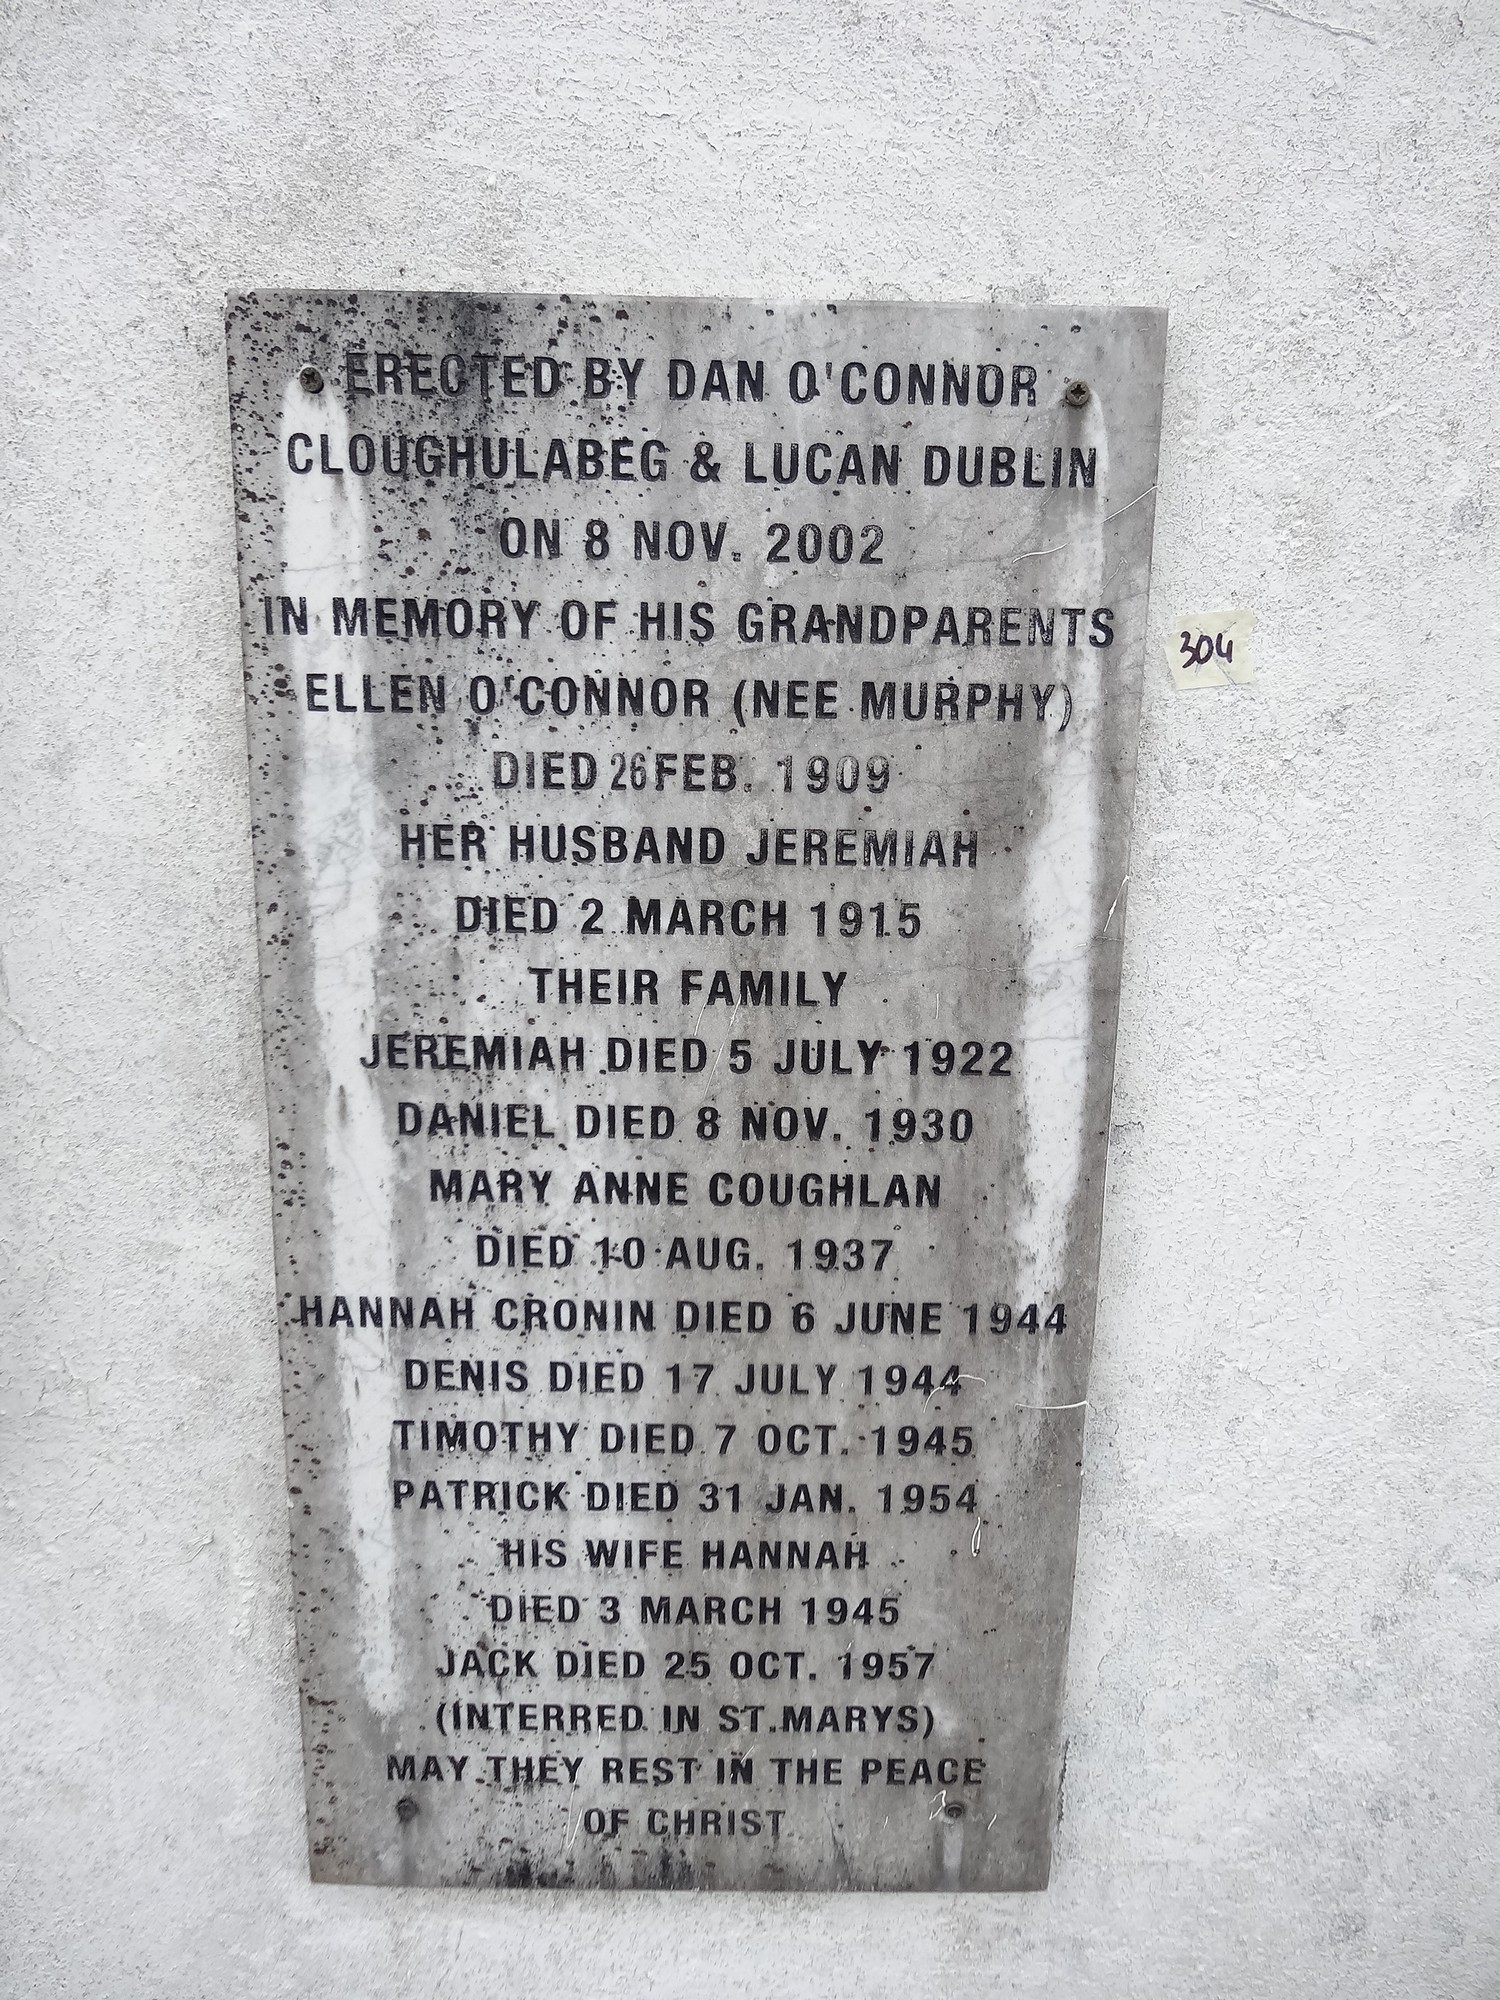 ERECTED BY DAN O'CONNOR
CLOUGHULABEG & LUCAN DUBLIN
ON 8 NOV. 2002
IN MEMORY OF HIS GRANDPARENTS
ELLEN O'CONNOR (NEE MURPHY)
DIED 26 FEB. 1909
HER HUSBAND JEREMIAH
DIED 2 MARCH 1915
THEIR FAMILY
JEREMIAH DIED 5 JULY 1922
DANIEL DIED 8 NOV. 1930
MARY ANNE COUGHLAN
DIED 10 AUG. 1937
HANNAH CRONIN DIED 6 JUNE 1944
DENIS DIED 17 JULY 1944
TIMOTHY DIED 7 OCT. 1945
PATRICK DIED 31 JAN. 1954
HIS WIFE HANNAH
DIED 3 MARCH 1945
JACK DIED 25 OCT. 1957
(INTERRED IN ST.MARYS)
MAY THEY REST IN THE PEACE
OF CHRIST
304